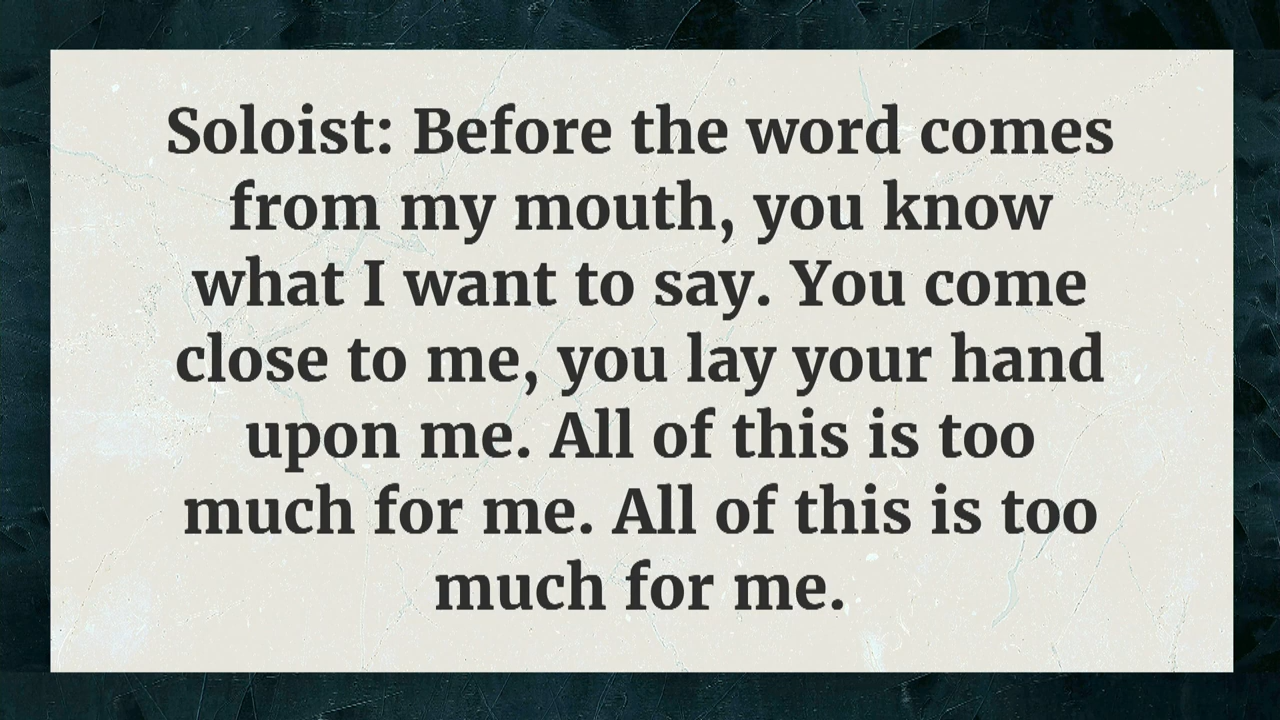 Soloist: Before the word comes
from my mouth, you know
what I want to say. You come
close to me, you lay your hand
upon me. All of this is too
much for me. All of this is too
much for me.